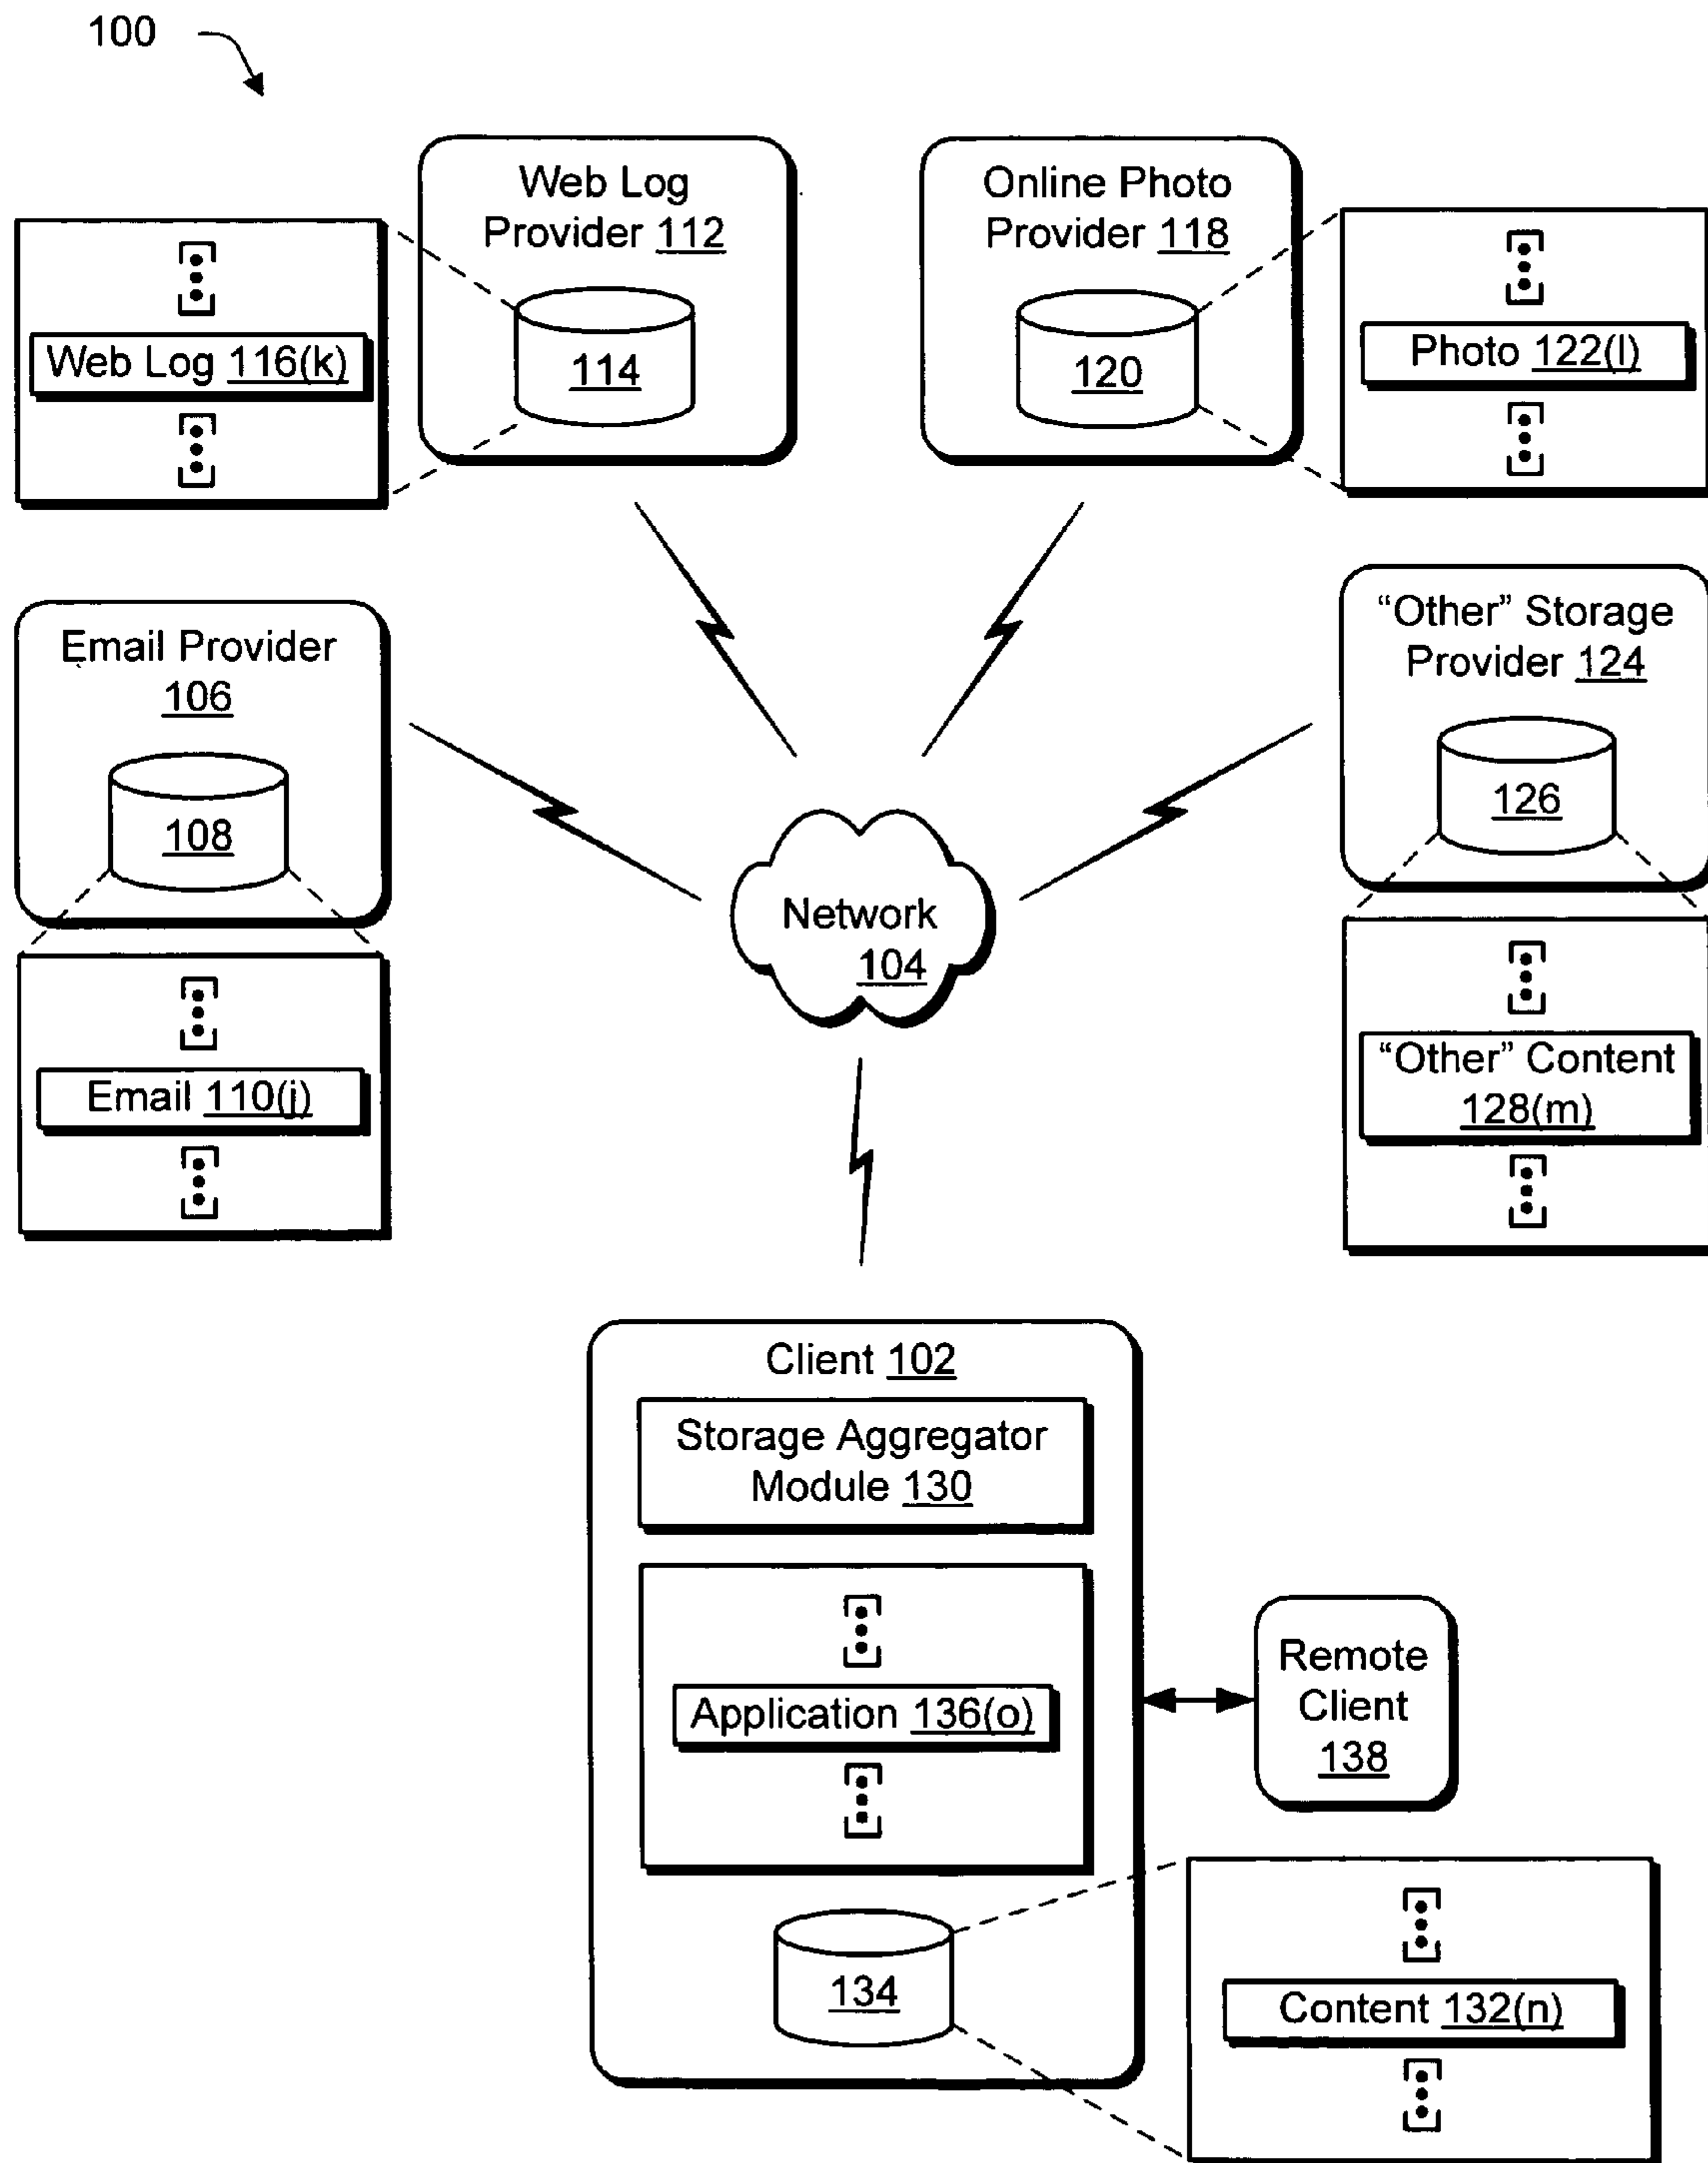 100
Web Log
Provider 112
114
Web Log 116(k)
Online Photo
Provider 118
120
Photo 122(l)
Email Provider
106
108
Email 110(j)
"Other" Storage
Provider 124
126
"Other" Content
128(m)
Network
104
Client 102
Storage Aggregator
Module 130
Application 136(o)
134
Remote
Client
138
Content 132(n)